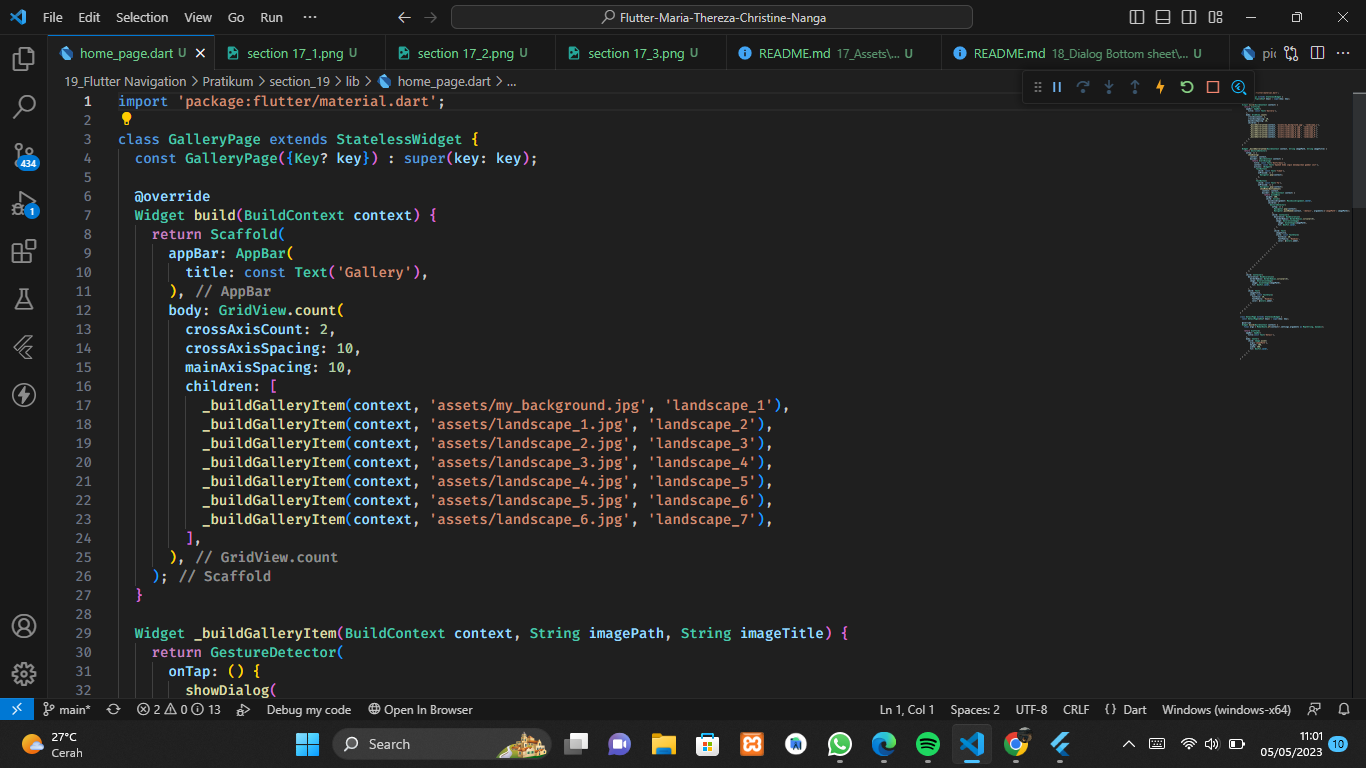 File Edit Selection View Go Run ··· Flutter-Maria-Thereza-Christine-Nanga
home_page.dart U section 17_1.png U section 17_2.png U section 17_3.png U README.md 17_Assets\... U README.md 18_Dialog Bottom sheet\... U pic
19_Flutter Navigation > Pratikum > section_19 > lib > home_page.dart > ...
1 import 'package:flutter/material.dart';
2
3 class GalleryPage extends StatelessWidget {
4 const GalleryPage({Key? key}) : super(key: key);
5
6 @override
7 Widget build(BuildContext context) {
8 return Scaffold(
9 appBar: AppBar(
10 title: const Text('Gallery'),
11 ), // AppBar
12 body: GridView.count(
13 crossAxisCount: 2,
14 crossAxisSpacing: 10,
15 mainAxisSpacing: 10,
16 children: [
17 _buildGalleryItem(context, 'assets/my_background.jpg', 'landscape_1'),
18 _buildGalleryItem(context, 'assets/landscape_1.jpg', 'landscape_2'),
19 _buildGalleryItem(context, 'assets/landscape_2.jpg', 'landscape_3'),
20 _buildGalleryItem(context, 'assets/landscape_3.jpg', 'landscape_4'),
21 _buildGalleryItem(context, 'assets/landscape_4.jpg', 'landscape_5'),
22 _buildGalleryItem(context, 'assets/landscape_5.jpg', 'landscape_6'),
23 _buildGalleryItem(context, 'assets/landscape_6.jpg', 'landscape_7'),
24 ],
25 ), // GridView.count
26 ); // Scaffold
27 }
28
29 Widget _buildGalleryItem(BuildContext context, String imagePath, String imageTitle) {
30 return GestureDetector(
31 onTap: () {
32 showDialog(
434
1
main* 2 0 13 Debug my code Open In Browser Ln 1, Col 1 Spaces: 2 UTF-8 CRLF {} Dart Windows (windows-x64)
27°C
Cerah
Search
11:01
05/05/2023
10